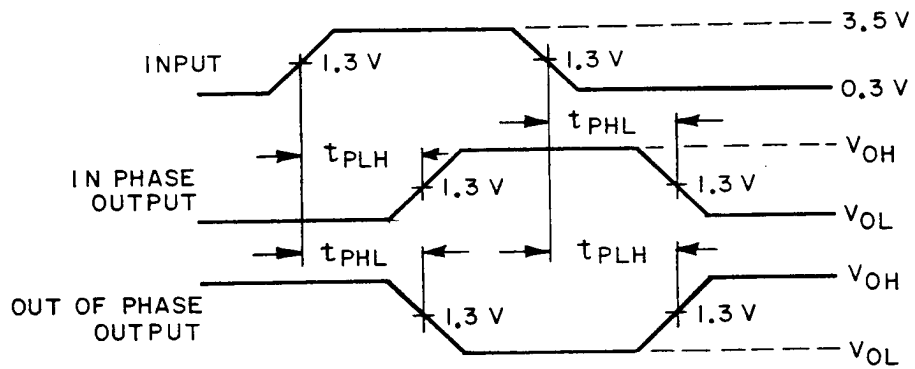 3.5 V
INPUT
1.3 V
1.3 V
0.3 V
tPHL
tPLH
VOH
IN PHASE
OUTPUT
1.3 V
1.3 V
VOL
tPHL
tPLH
VOH
OUT OF PHASE
OUTPUT
1.3 V
1.3 V
VOL